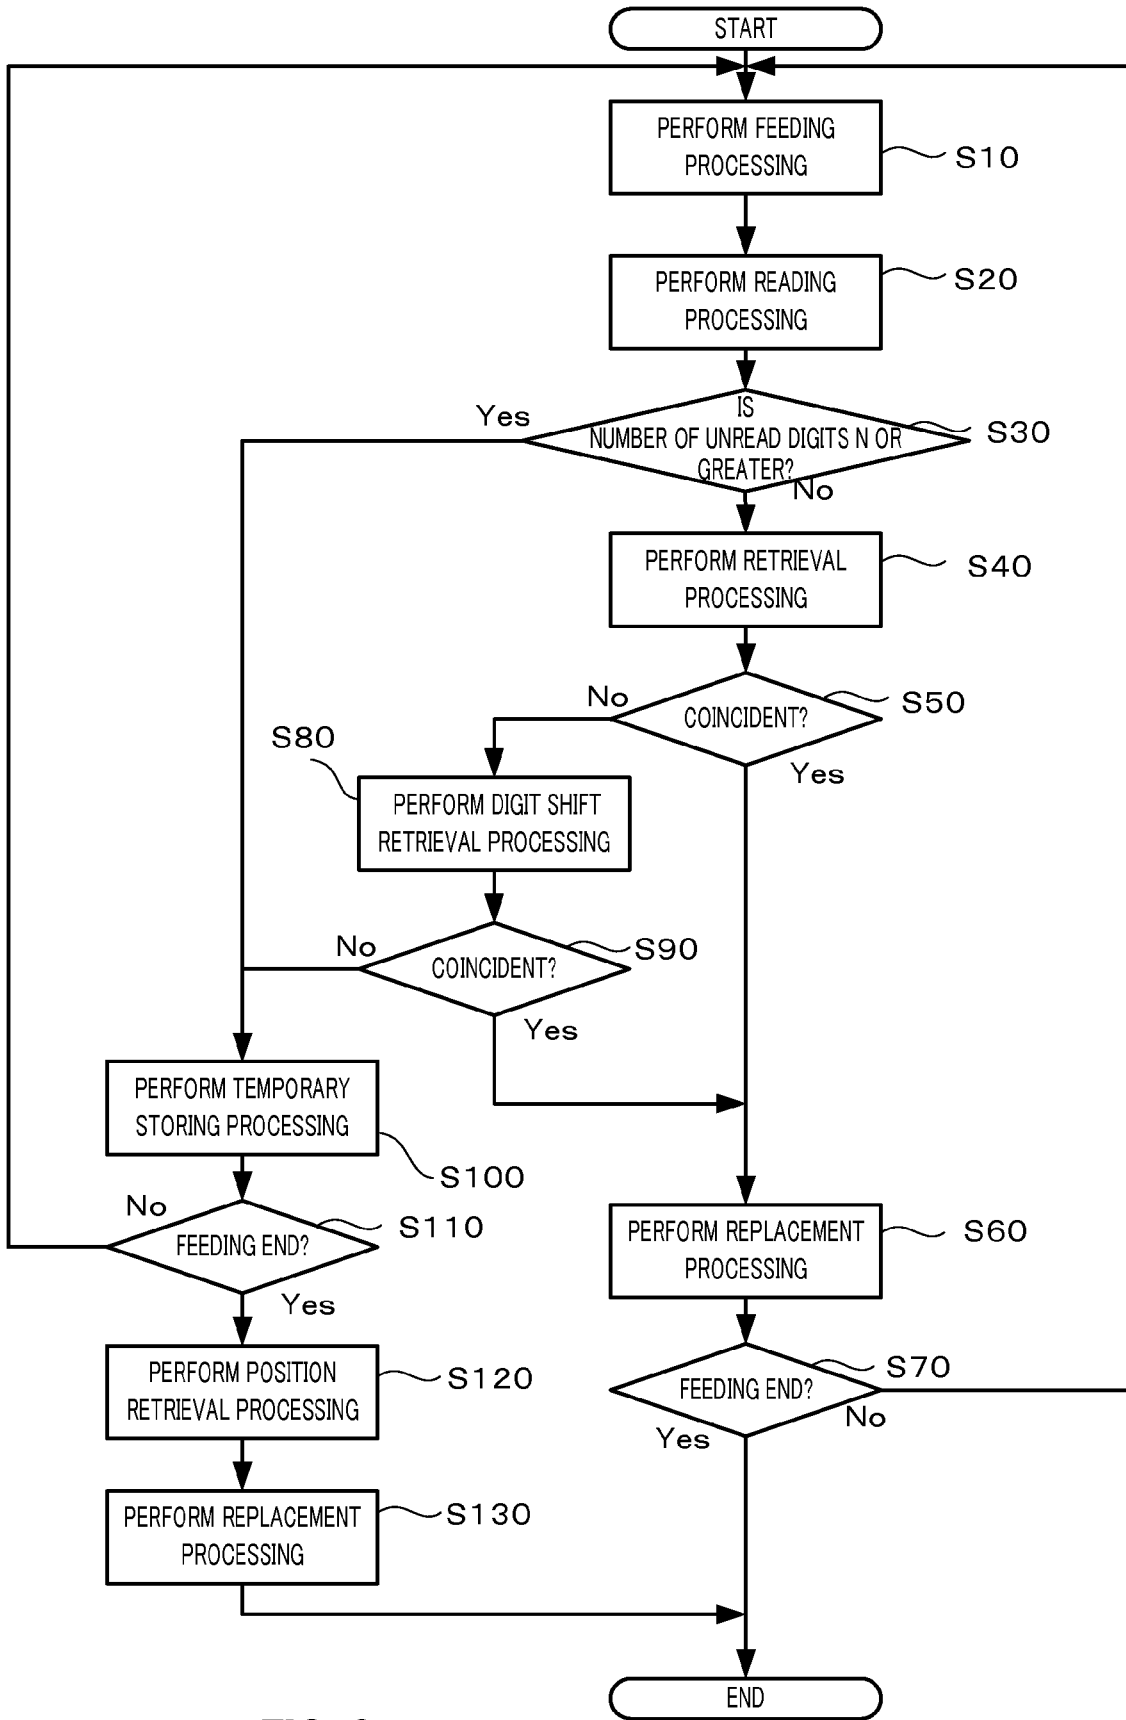 START
PERFORM FEEDING
PROCESSING
S10
PERFORM READING
PROCESSING
S20
Yes
IS
NUMBER OF UNREAD DIGITS N OR
GREATER?
S30
No
PERFORM RETRIEVAL
PROCESSING
S40
No
COINCIDENT?
S50
Yes
S80
PERFORM DIGIT SHIFT
RETRIEVAL PROCESSING
No
COINCIDENT?
S90
Yes
PERFORM TEMPORARY
STORING PROCESSING
S100
No
FEEDING END?
S110
Yes
PERFORM REPLACEMENT
PROCESSING
S60
PERFORM POSITION
RETRIEVAL PROCESSING
S120
FEEDING END?
S70
No
Yes
PERFORM REPLACEMENT
PROCESSING
S130
END